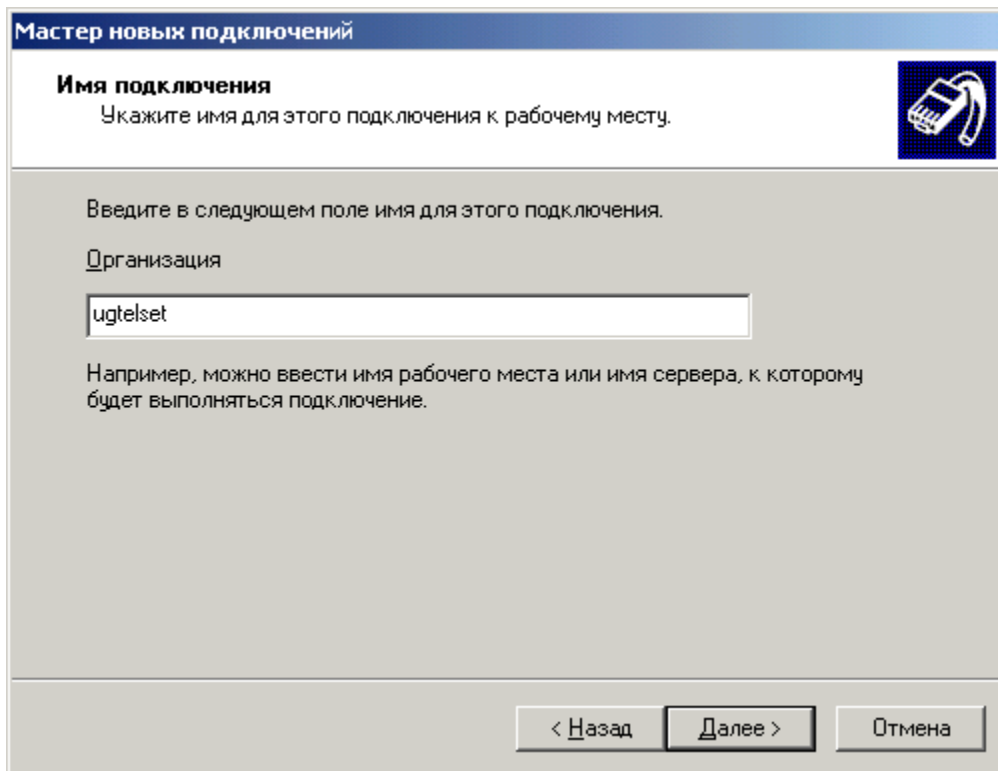 Мастер новых подключений
Имя подключения
Укажите имя для этого подключения к рабочему месту.
Введите в следующем поле имя для этого подключения.
Организация
ugtelset
Например, можно ввести имя рабочего места или имя сервера, к которому
будет выполняться подключение.
< Назад
Далее >
Отмена